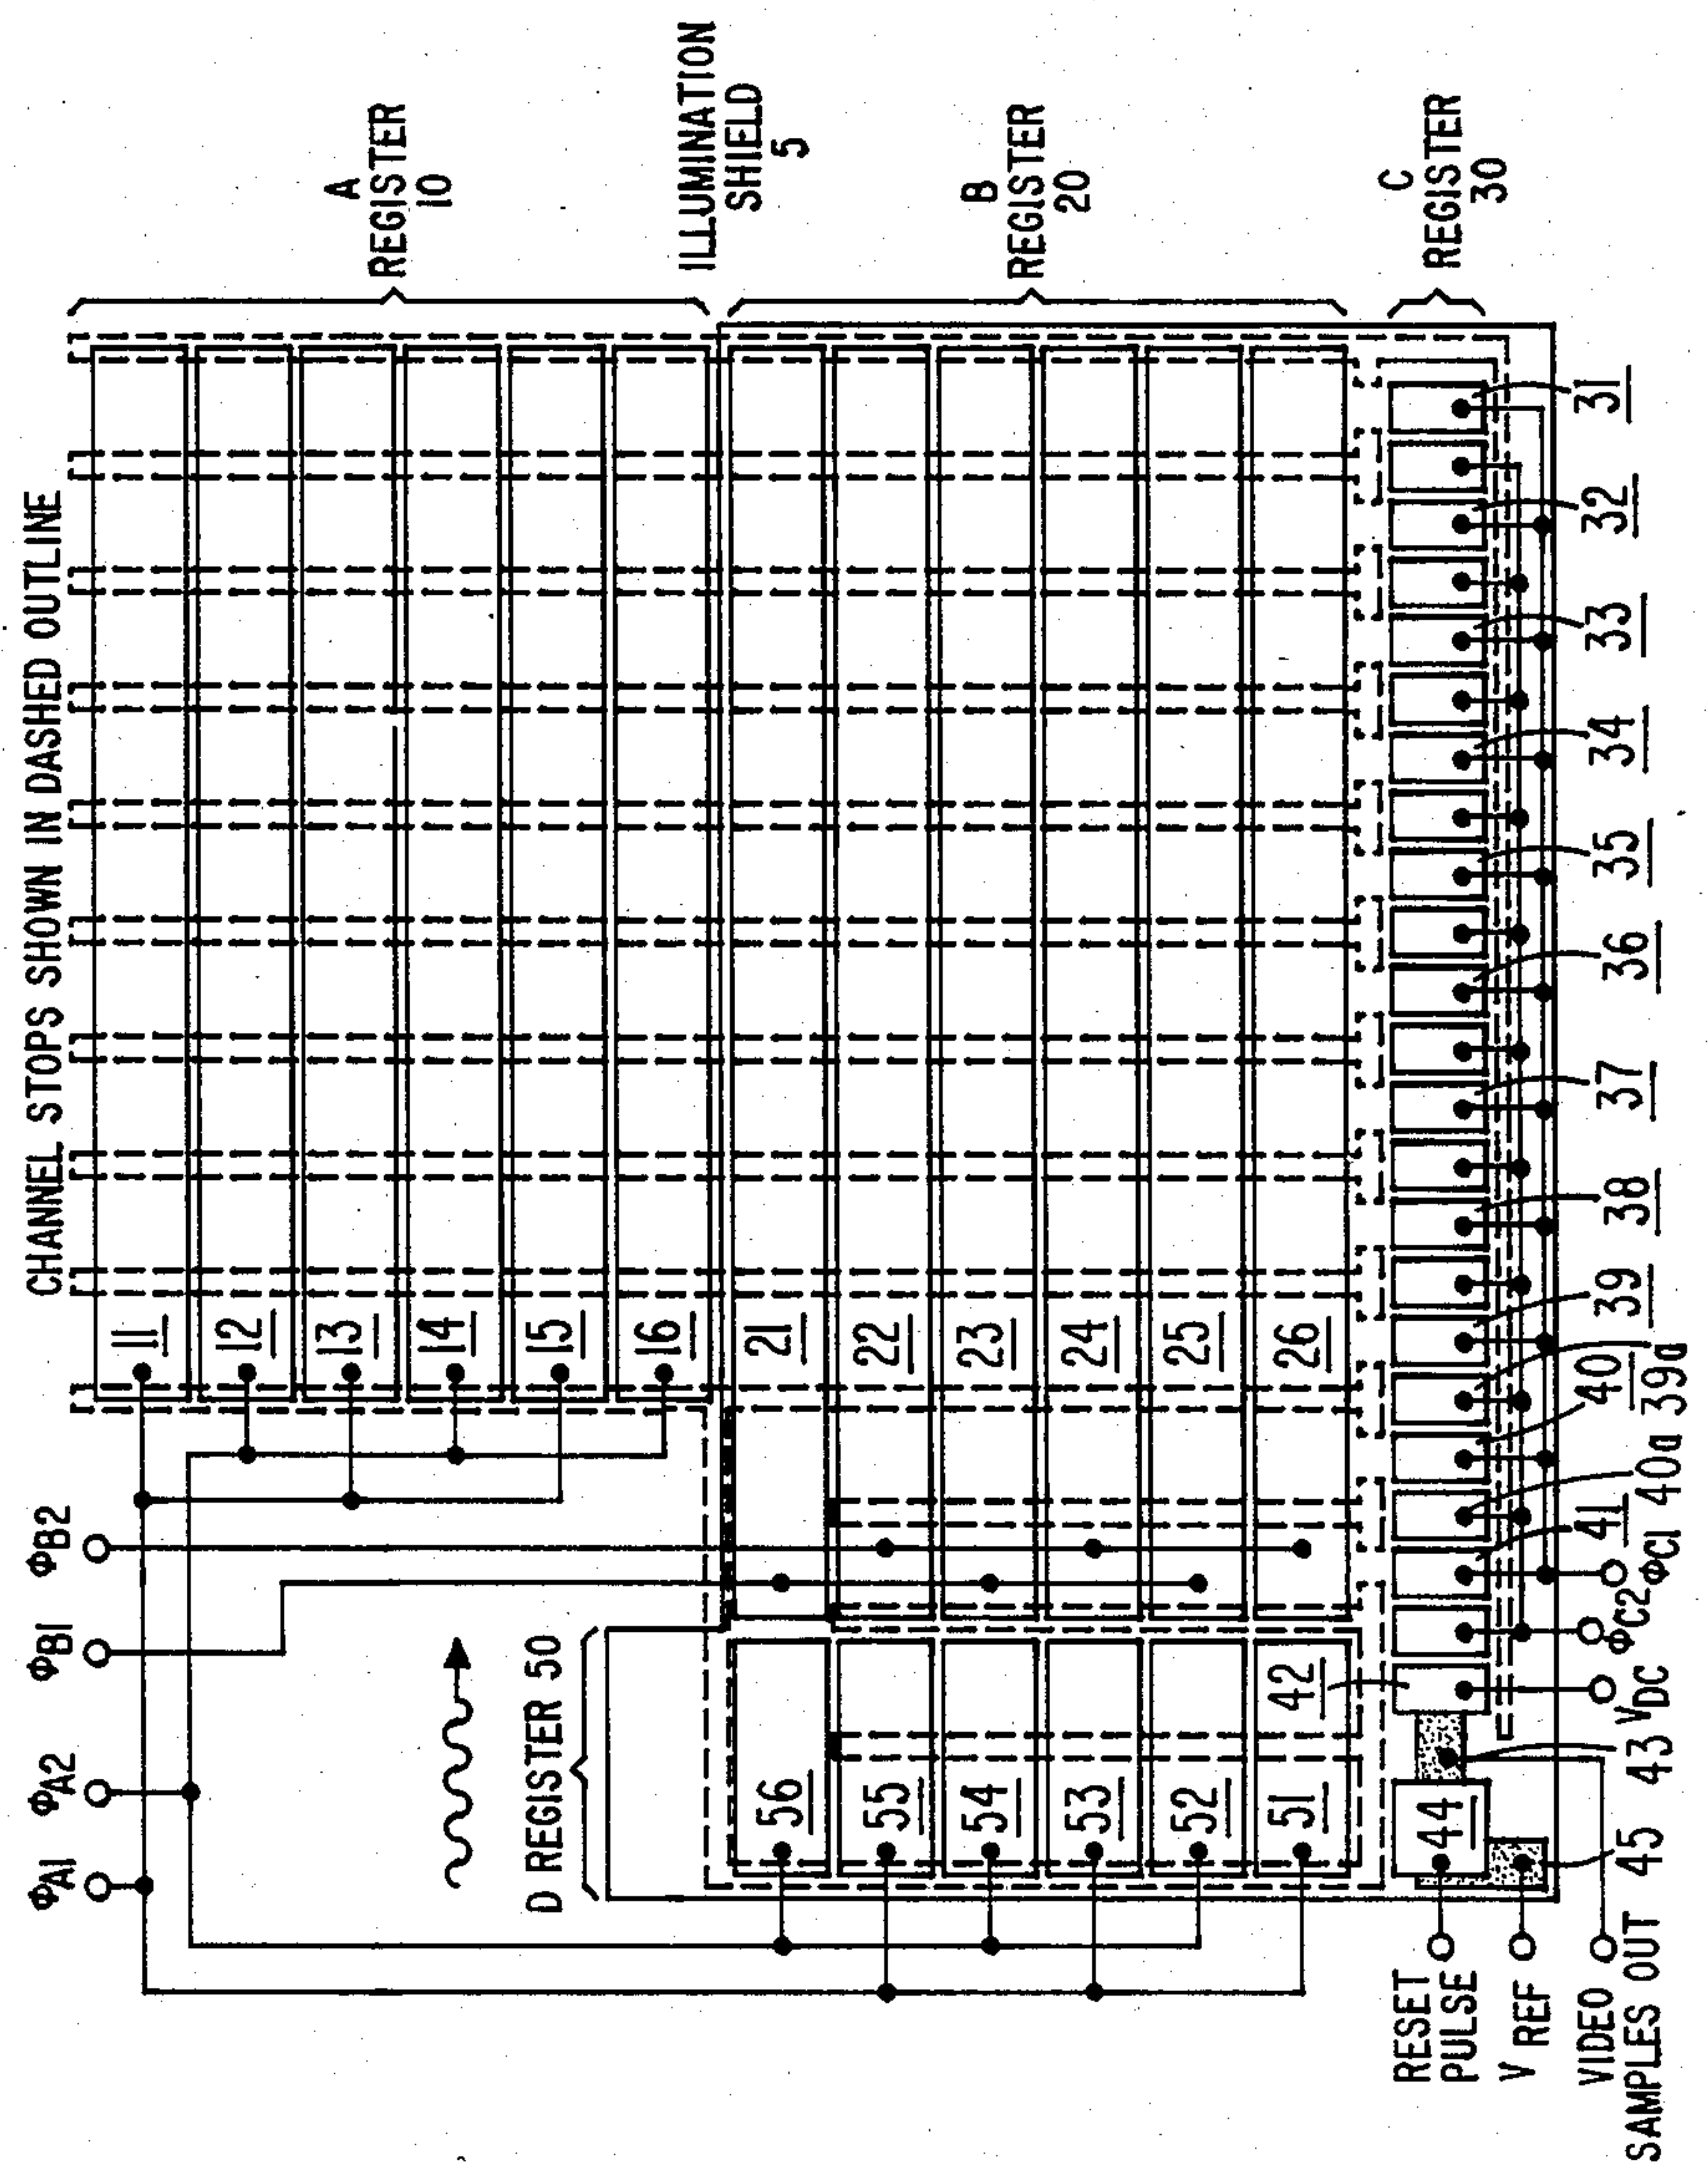 CHANNEL STOPS SHOWN IN DASHED OUTLINE
ΦA1
ΦA2
ΦB1
ΦB2
A
REGISTER
10
ILLUMINATION
SHIELD
5
B
REGISTER
20
C
REGISTER
30
D REGISTER 50
11
12
13
14
15
16
21
22
23
24
25
26
56
55
54
53
52
51
42
44
31
32
33
34
35
36
37
38
39
39a
40
40a
41
ΦC1
ΦC2
VDC
43
45
RESET
PULSE
V REF
VIDEO
SAMPLES OUT